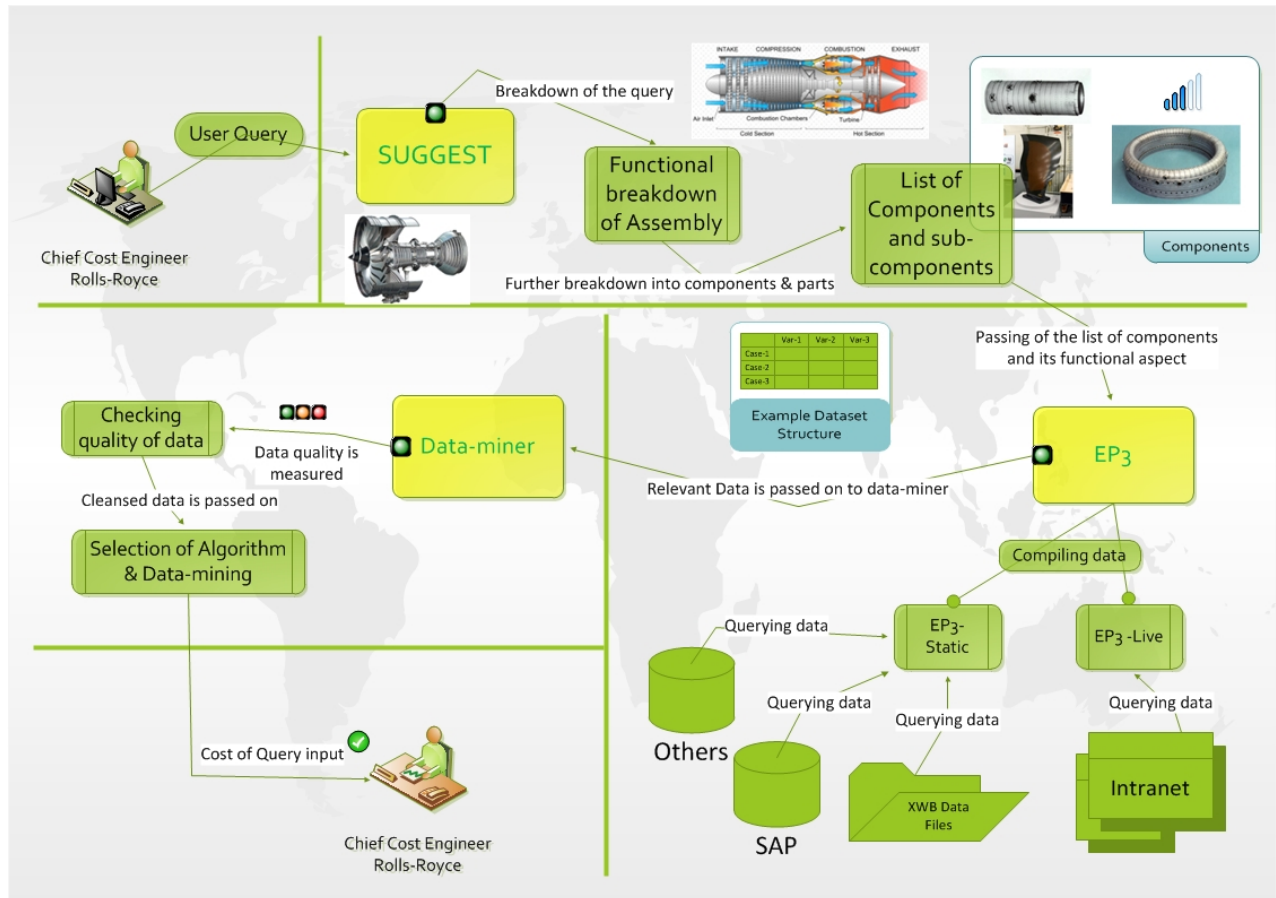 User Query
Chief Cost Engineer
Rolls-Royce
SUGGEST
Breakdown of the query
INTAKE COMPRESSION COMBUSTION EXHAUST
Air Inlet
Combustion Chambers
Turbine
Cold Section
Hot Section
Functional
breakdown
of Assembly
Further breakdown into components & parts
List of
Components
and sub-
components
Components
Passing of the list of components
and its functional aspect
Var-1 Var-2 Var-3
Case-1
Case-2
Case-3
Example Dataset
Structure
EP3
Relevant Data is passed on to data-miner
Data-miner
Data quality is
measured
Checking
quality of data
Cleansed data is passed on
Selection of Algorithm
& Data-mining
Compiling data
EP3-
Static
EP3 -Live
Querying data
Querying data
Querying data
Querying data
Others
SAP
XWB Data
Files
Intranet
Cost of Query input
Chief Cost Engineer
Rolls-Royce